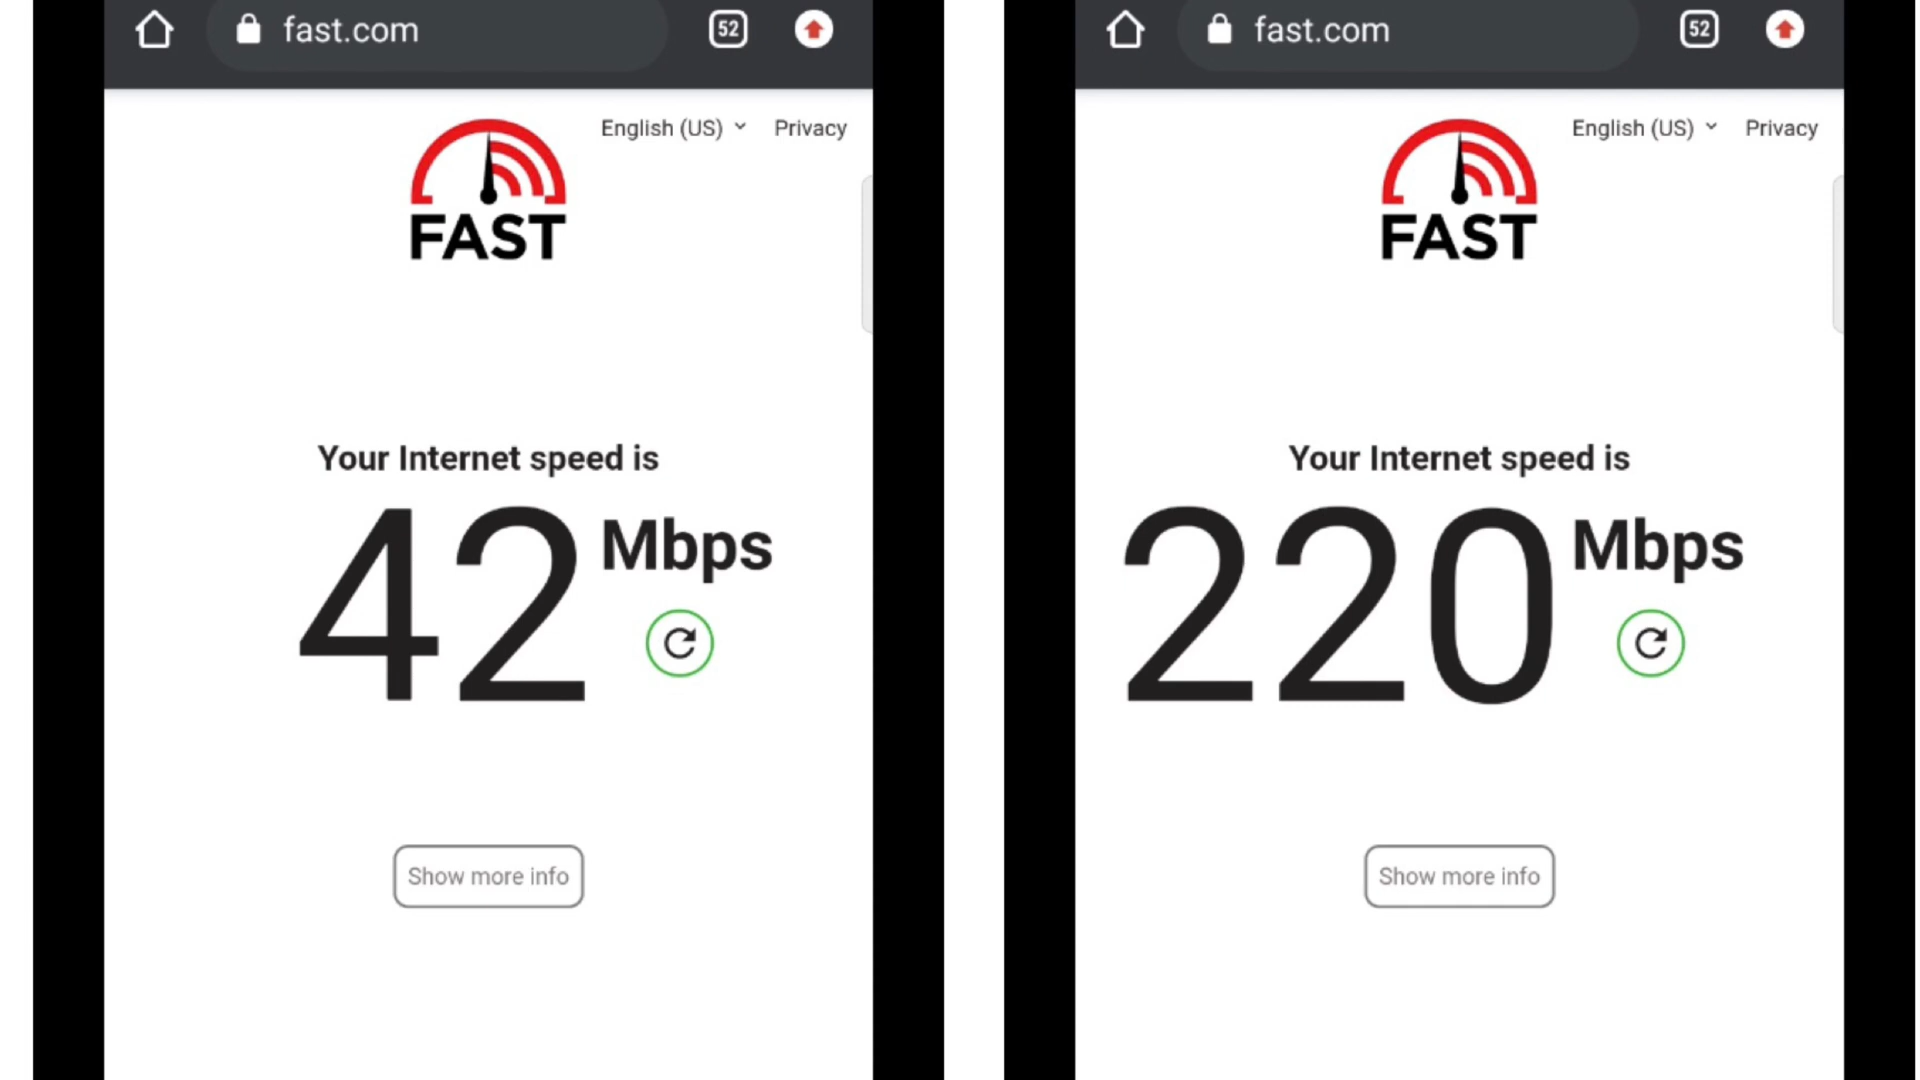 fast.com
52
English (US)
Privacy
FAST
Your Internet speed is
42 Mbps
Show more info
fast.com
52
English (US)
Privacy
FAST
Your Internet speed is
220 Mbps
Show more info